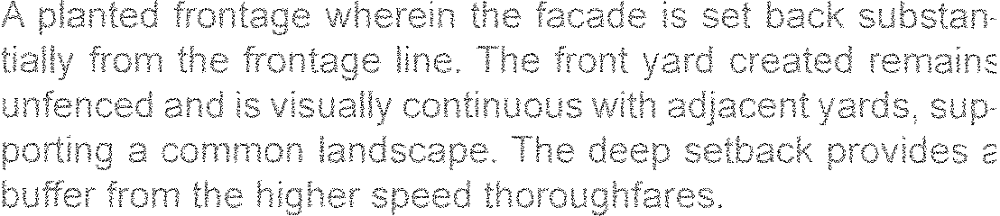 A planted frontage wherein the facade is set back substan-
tially from the frontage line. The front yard created remains
unfenced and is visually continuous with adjacent yards, sup-
porting a common landscape. The deep setback provides a
buffer from the higher speed thoroughfares.